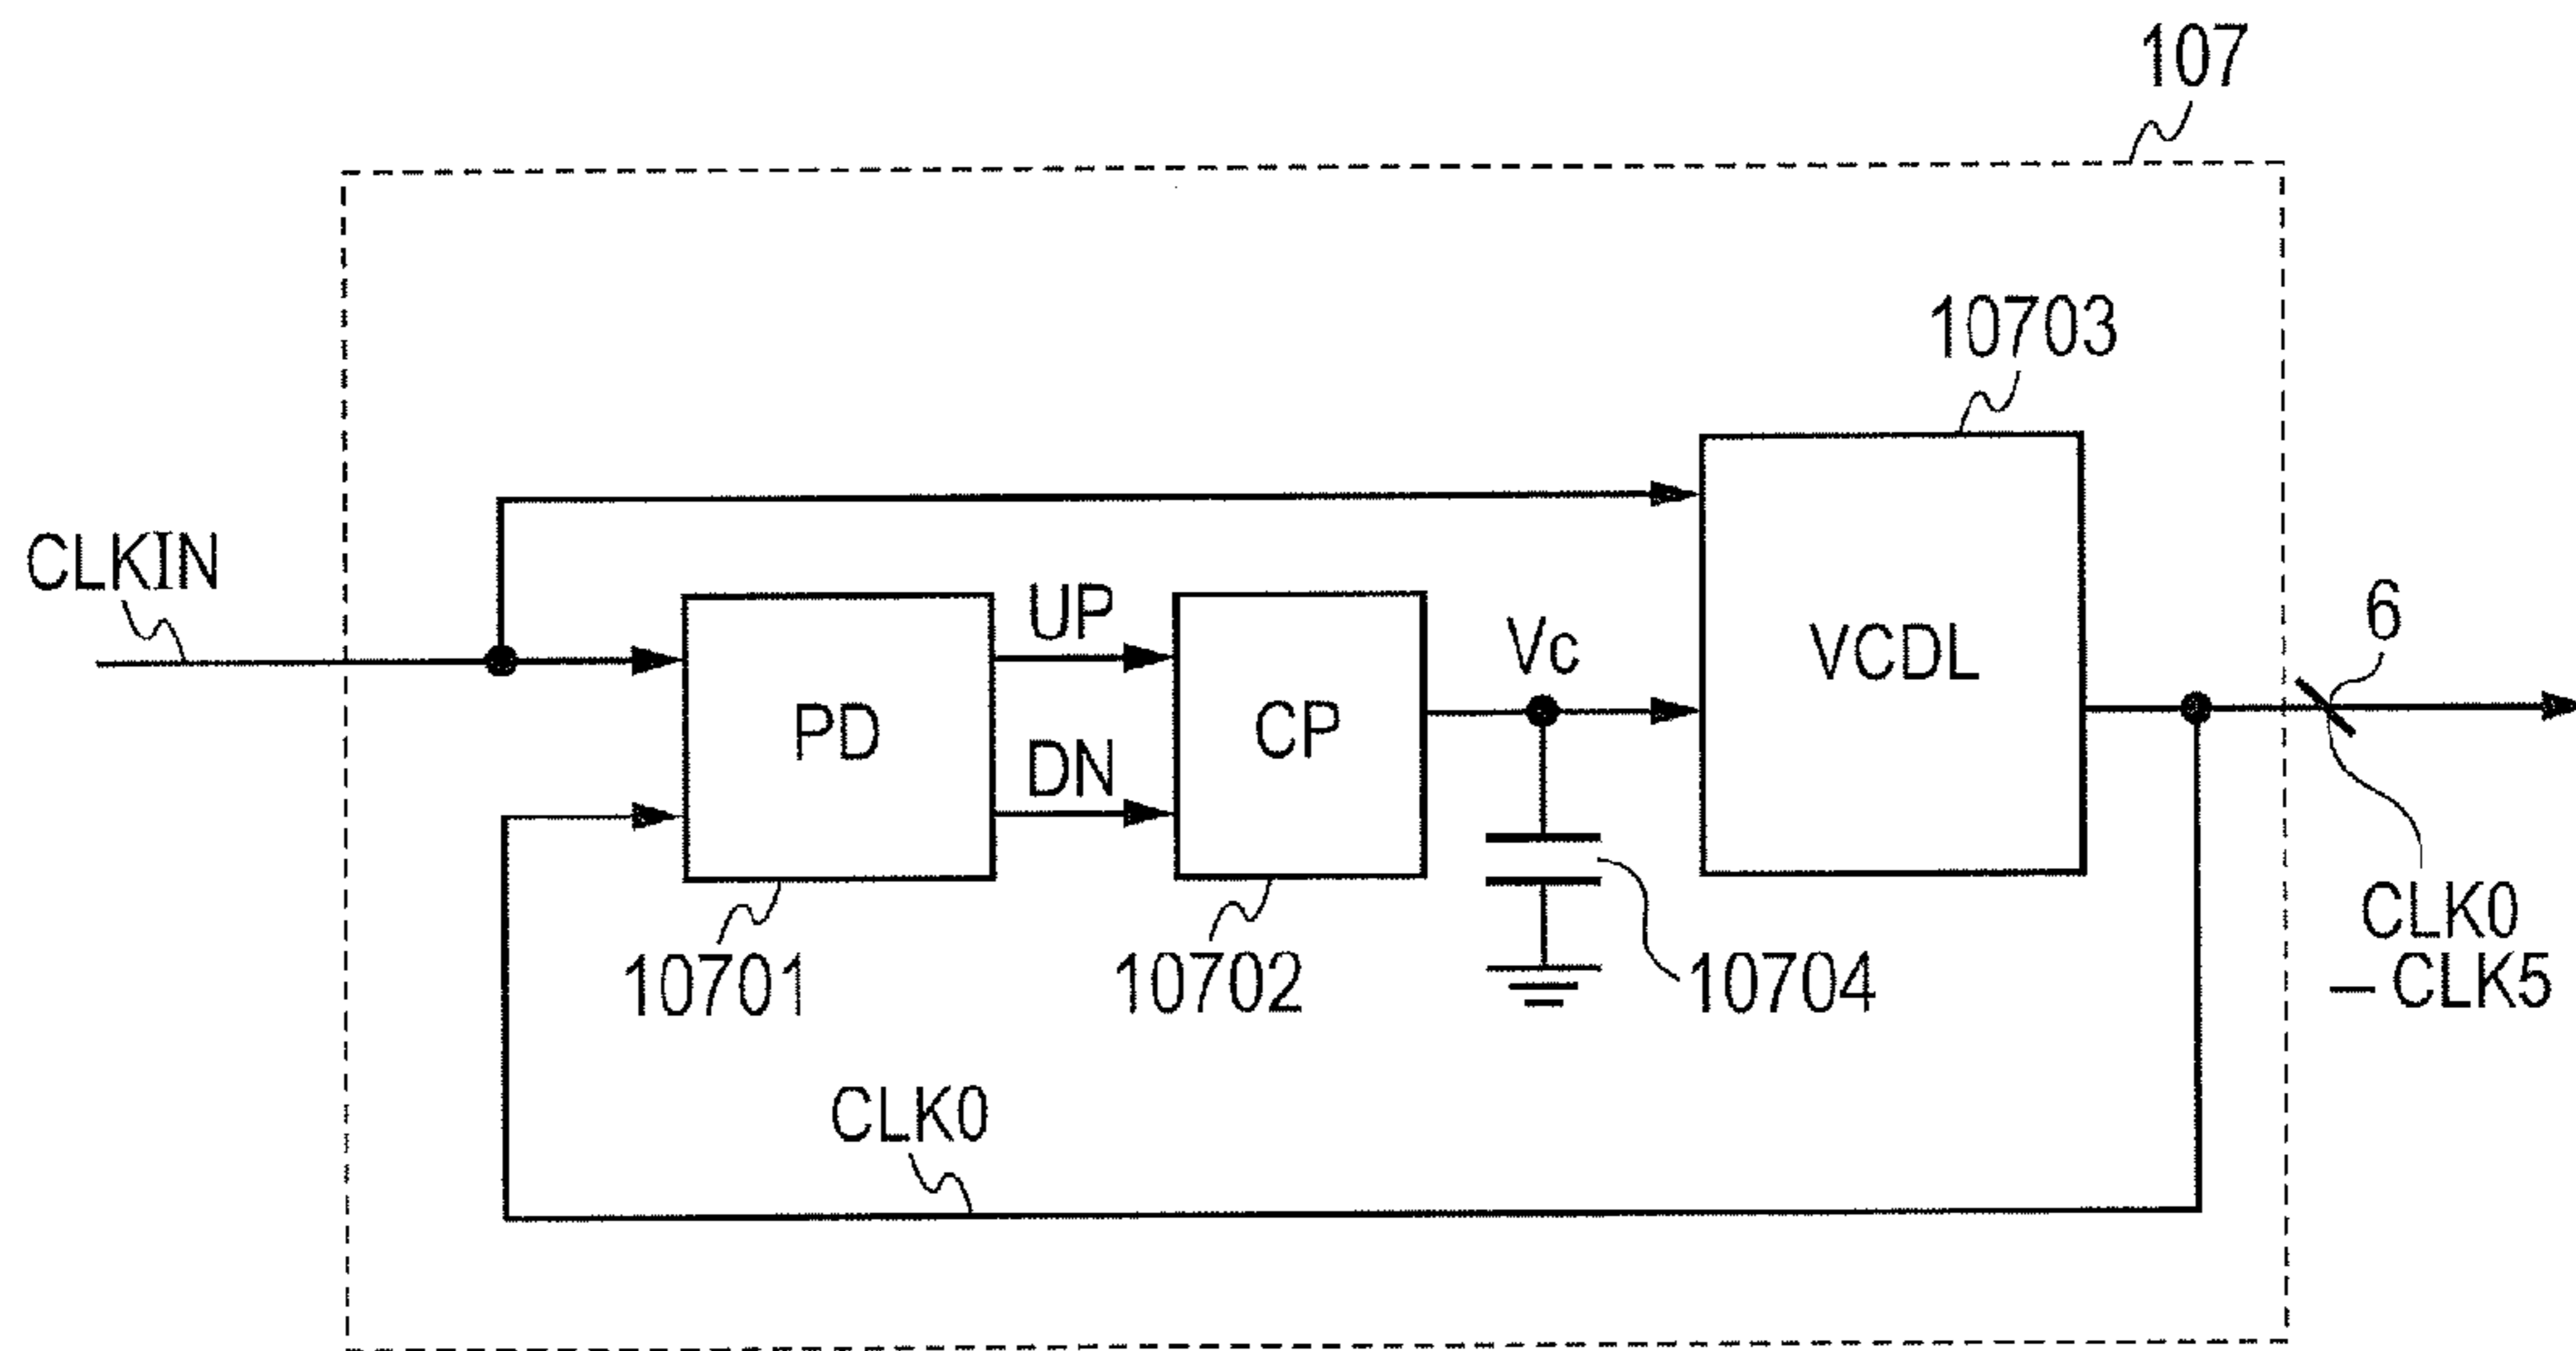 107
10703
CLKIN
UP
Vc
6
PD
CP
VCDL
DN
10701
10702
10704
CLK0
– CLK5
CLK0